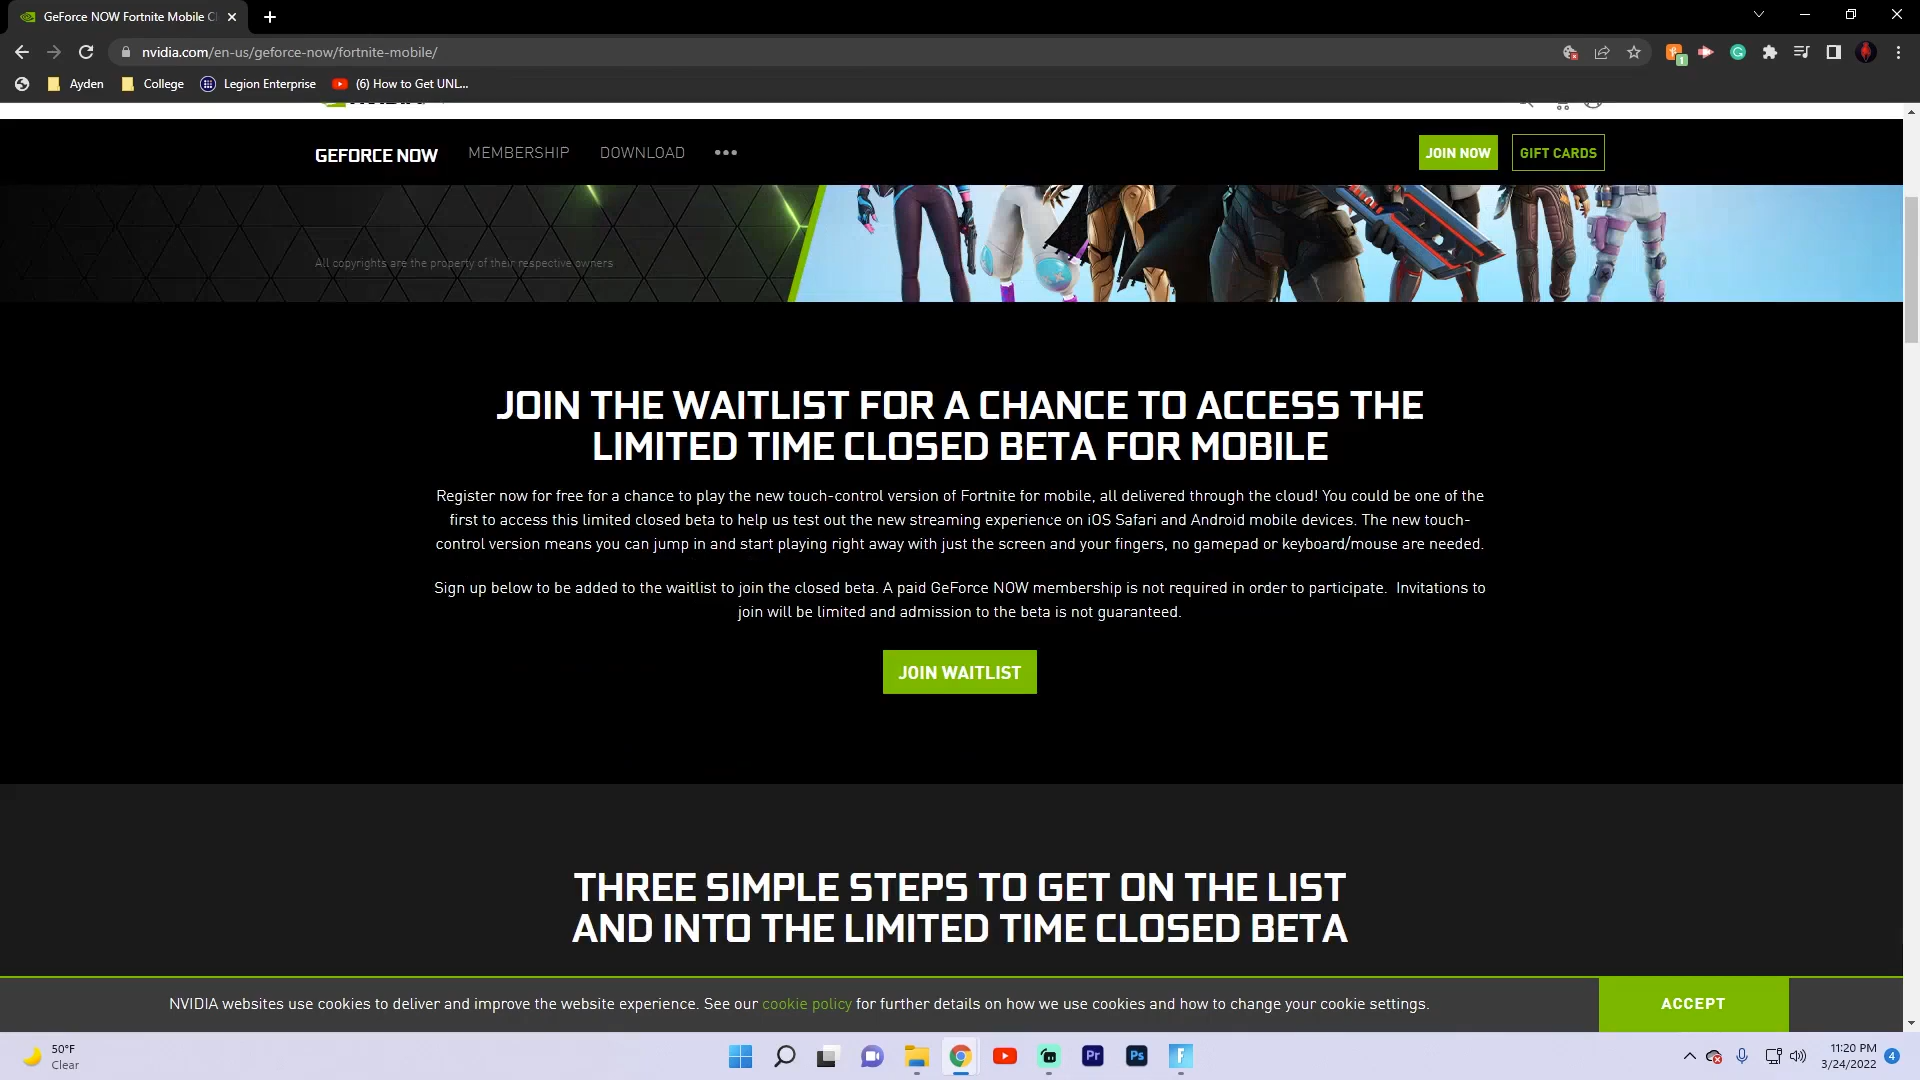 GeForce NOW Fortnite Mobile Cl
nvidia.com/en-us/geforce-now/fortnite-mobile/
1
Ayden
College
Legion Enterprise
(6) How to Get UNL...
GEFORCE NOW
MEMBERSHIP
DOWNLOAD
JOIN NOW
GIFT CARDS
All copyrights are the property of their respective owners
JOIN THE WAITLIST FOR A CHANCE TO ACCESS THE
LIMITED TIME CLOSED BETA FOR MOBILE
Register now for free for a chance to play the new touch-control version of Fortnite for mobile, all delivered through the cloud! You could be one of the
first to access this limited closed beta to help us test out the new streaming experience on iOS Safari and Android mobile devices. The new touch-
control version means you can jump in and start playing right away with just the screen and your fingers, no gamepad or keyboard/mouse are needed.
Sign up below to be added to the waitlist to join the closed beta. A paid GeForce NOW membership is not required in order to participate. Invitations to
join will be limited and admission to the beta is not guaranteed.
JOIN WAITLIST
THREE SIMPLE STEPS TO GET ON THE LIST
AND INTO THE LIMITED TIME CLOSED BETA
NVIDIA websites use cookies to deliver and improve the website experience. See our cookie policy for further details on how we use cookies and how to change your cookie settings.
ACCEPT
50°F
Clear
Pr
Ps
F
11:20 PM
3/24/2022
4